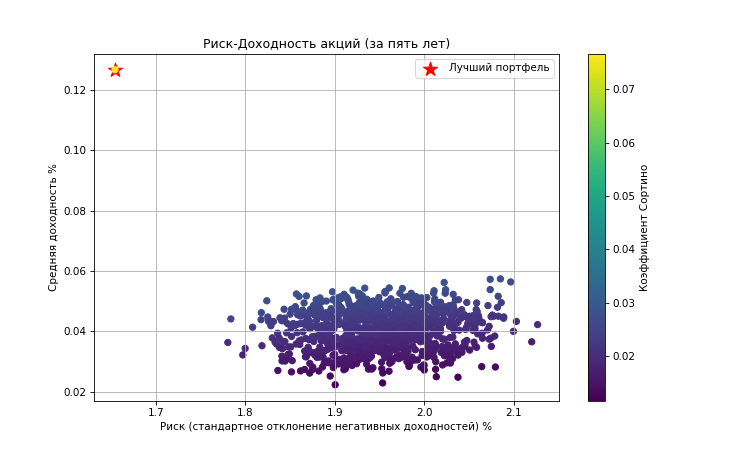 Риск-Доходность акций (за пять лет)
Лучший портфель
0.12
0.10
0.08
0.06
0.04
0.02
Средняя доходность %
1.7 1.8 1.9 2.0 2.1
Риск (стандартное отклонение негативных доходностей) %
0.07
0.06
0.05
0.04
0.03
0.02
Коэффициент Сортино